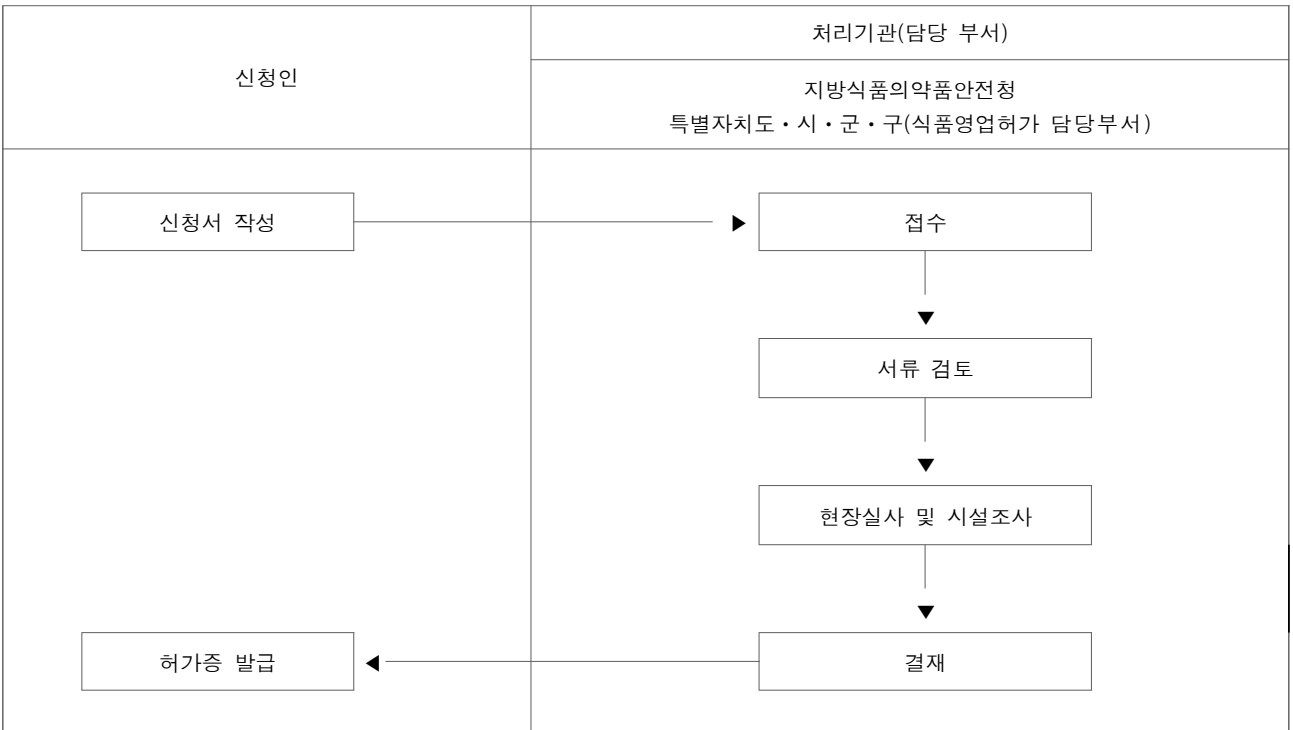 신청인
처리기관(담당 부서)
지방식품의약품안전청
특별자치도・시・군・구(식품영업허가 담당부서)
신청서 작성
접수
서류 검토
현장실사 및 시설조사
허가증 발급
결재